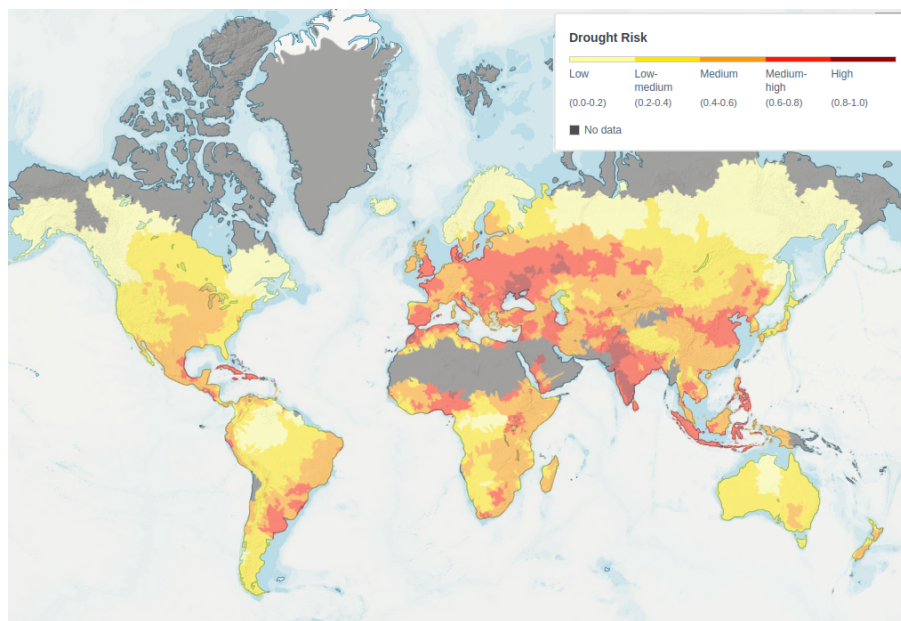 Drought Risk
Low
Low-
medium
Medium
Medium-
high
High
(0.0-0.2)
(0.2-0.4)
(0.4-0.6)
(0.6-0.8)
(0.8-1.0)
No data